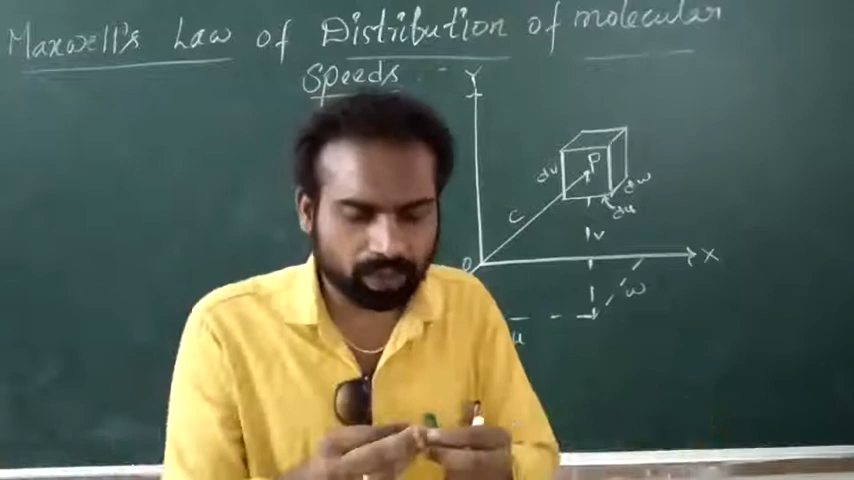 Maxwell's Law of Distribution of molecular
Speeds
Y
P
dv
dw
du
c
v
O
X
w
u